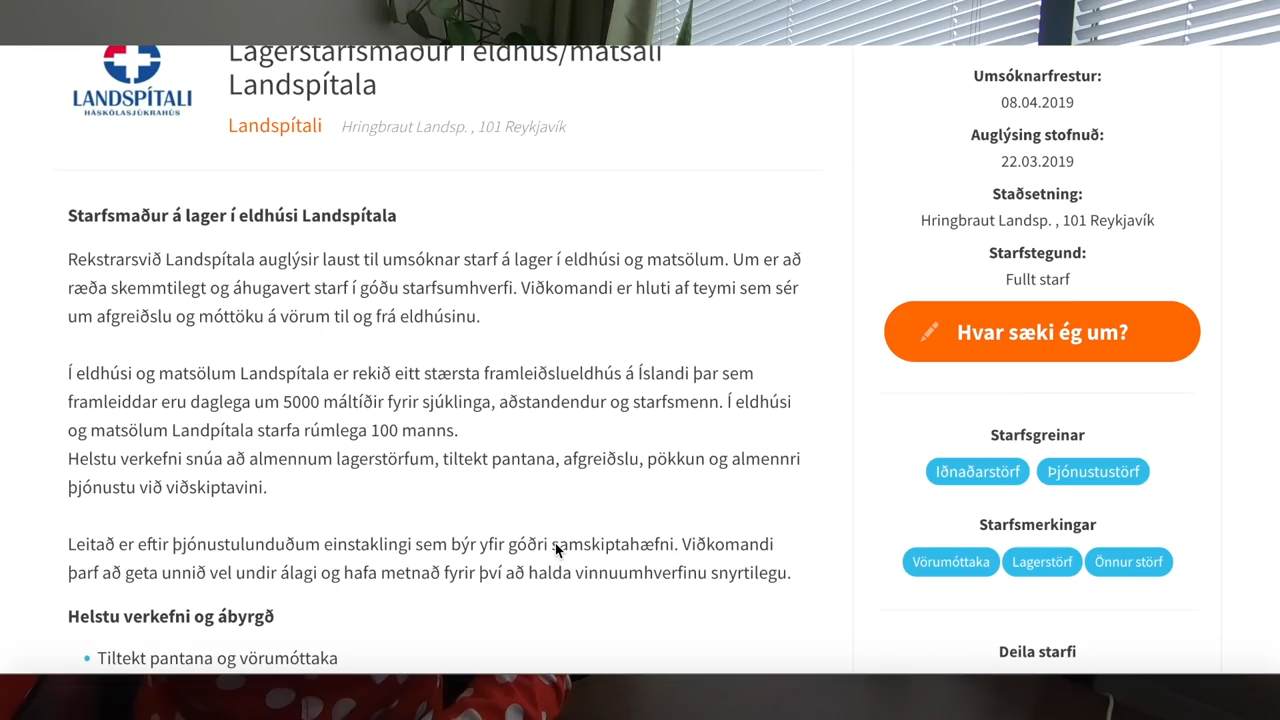 Lagerstarfsmaður í eldhús/matsali
Landspítala
LANDSPÍTALI
HÁSKÓLASJÚKRAHÚS
Landspítali Hringbraut Landsp. , 101 Reykjavík
Starfsmaður á lager í eldhúsi Landspítala
Rekstrarsvið Landspítala auglýsir laust til umsóknar starf á lager í eldhúsi og matsölum. Um er að
ræða skemmtilegt og áhugavert starf í góðu starfsumhverfi. Viðkomandi er hluti af teymi sem sér
um afgreiðslu og móttöku á vörum til og frá eldhúsinu.
Í eldhúsi og matsölum Landspítala er rekið eitt stærsta framleiðslueldhús á Íslandi þar sem
framleiddar eru daglega um 5000 máltíðir fyrir sjúklinga, aðstandendur og starfsmenn. Í eldhúsi
og matsölum Landpítala starfa rúmlega 100 manns.
Helstu verkefni snúa að almennum lagerstörfum, tiltekt pantana, afgreiðslu, pökkun og almennri
þjónustu við viðskiptavini.
Leitað er eftir þjónustulunduðum einstaklingi sem býr yfir góðri samskiptahæfni. Viðkomandi
þarf að geta unnið vel undir álagi og hafa metnað fyrir því að halda vinnuumhverfinu snyrtilegu.
Helstu verkefni og ábyrgð
• Tiltekt pantana og vörumóttaka
Umsóknarfrestur:
08.04.2019
Auglýsing stofnuð:
22.03.2019
Staðsetning:
Hringbraut Landsp. , 101 Reykjavík
Starfstegund:
Fullt starf
Hvar sæki ég um?
Starfsgreinar
Iðnaðarstörf Þjónustustörf
Starfsmerkingar
Vörumóttaka Lagerstörf Önnur störf
Deila starfi